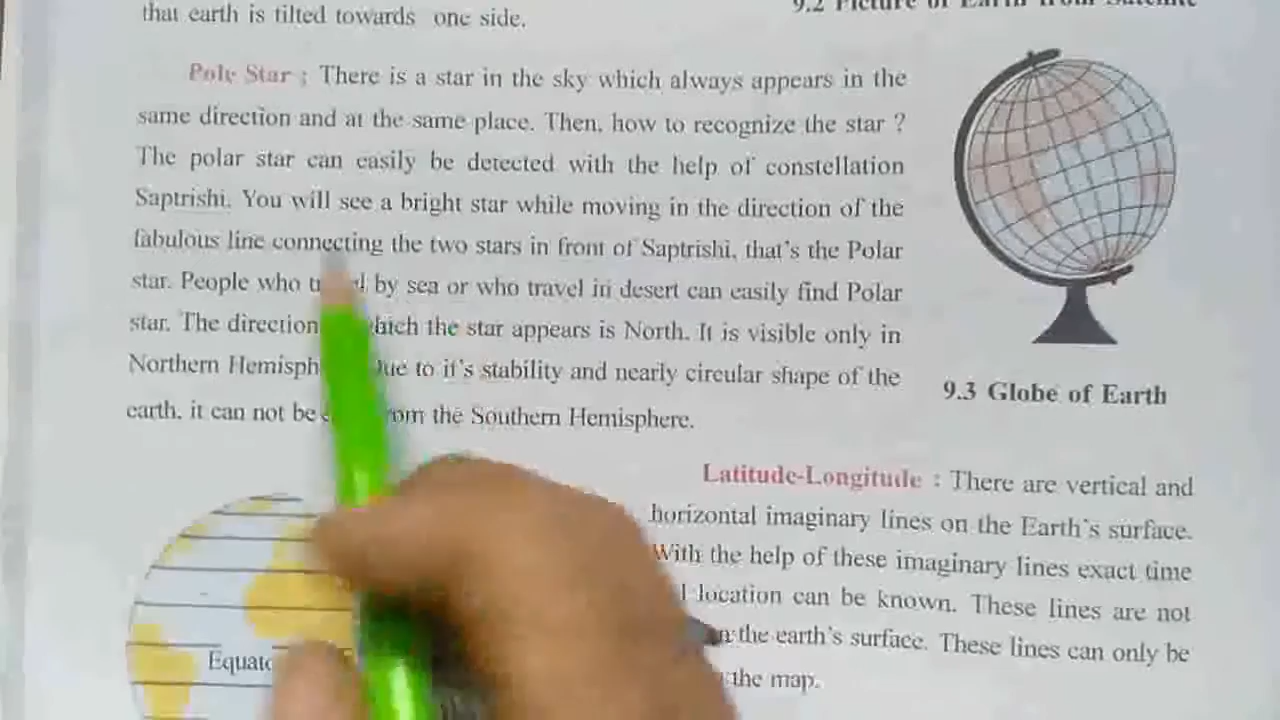 that earth is tilted towards one side.
9.2 Picture of Earth from Satellite
Pole Star : There is a star in the sky which always appears in the
same direction and at the same place. Then, how to recognize the star ?
The polar star can easily be detected with the help of constellation
Saptrishi. You will see a bright star while moving in the direction of the
fabulous line connecting the two stars in front of Saptrishi, that's the Polar
star. People who by sea or who travel in desert can easily find Polar
star. The direction which the star appears is North. It is visible only in
Northern Due to it's stability and nearly circular shape of the
earth, it can not be from the Southern Hemisphere.
9.3 Globe of Earth
Latitude-Longitude : There are vertical and
horizontal imaginary lines on the Earth's surface.
With the help of these imaginary lines exact time
location can be known. These lines are not
the earth's surface. These lines can only be
the map.